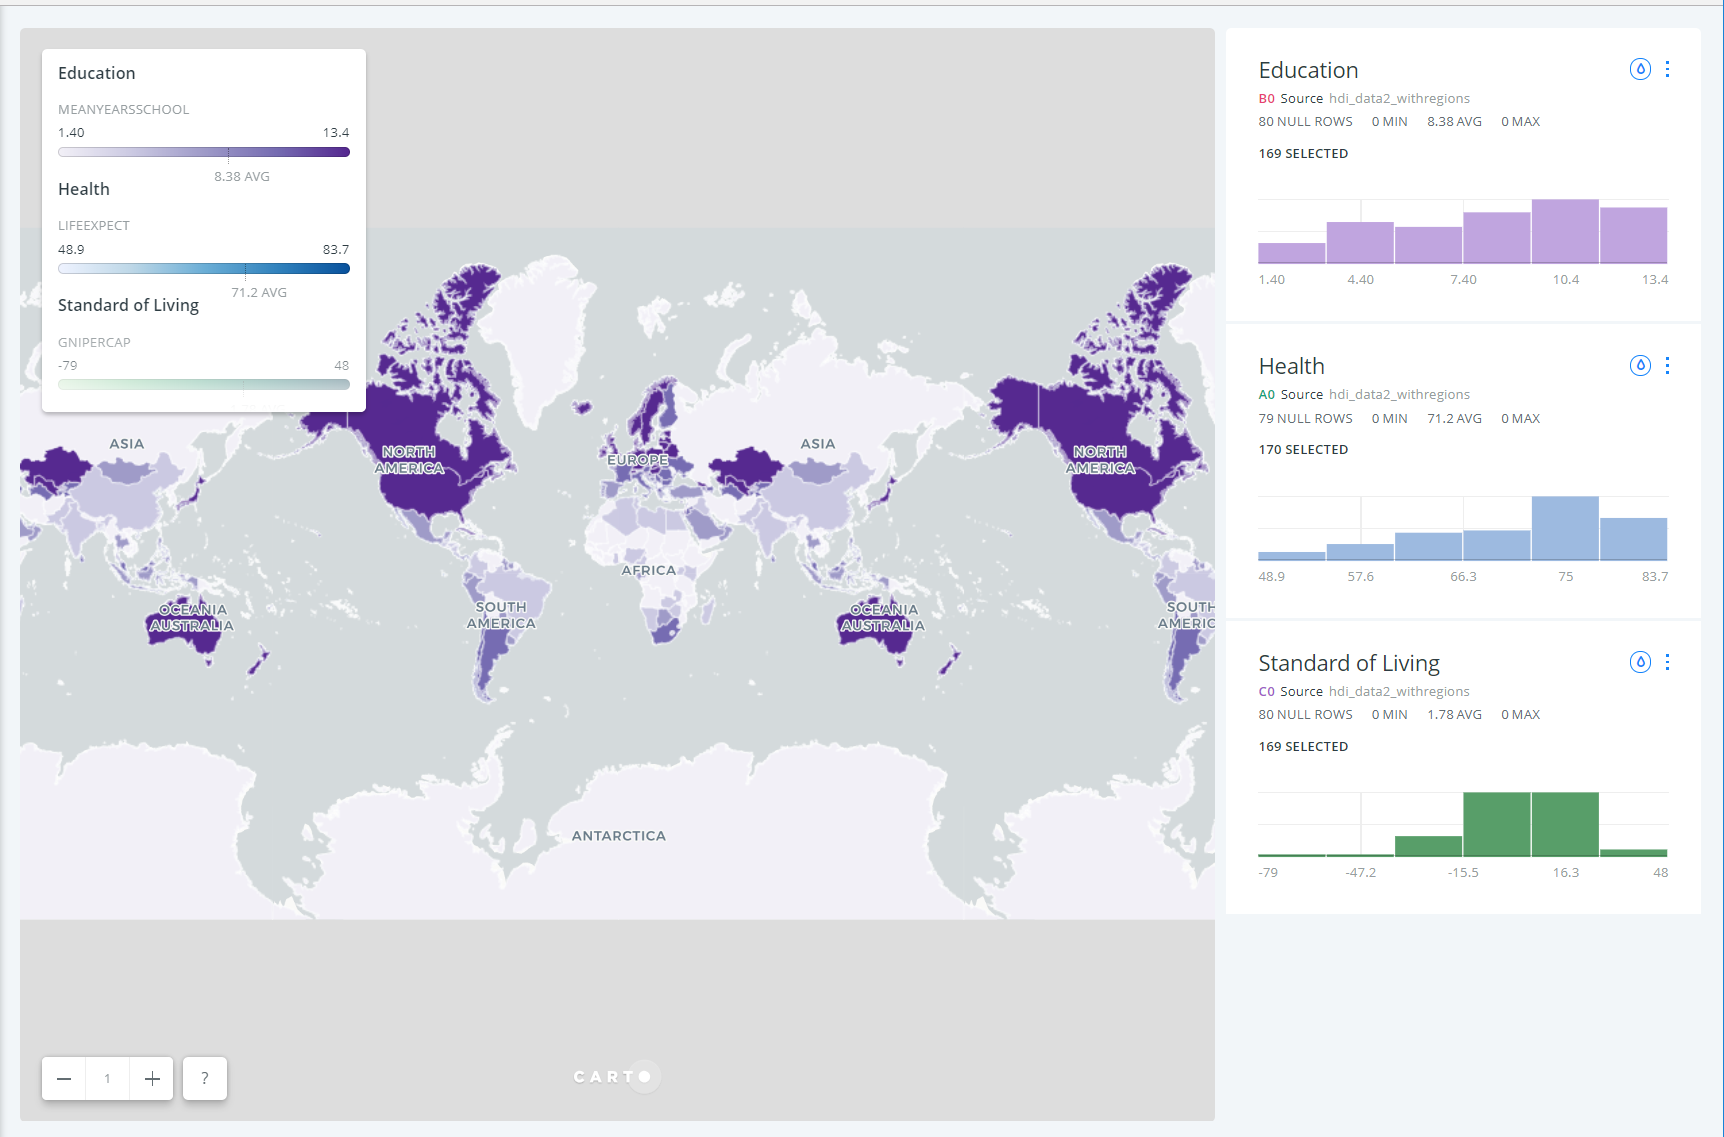 Education
MEANYEARSSCHOOL
1.40 13.4
8.38 AVG
Health
LIFEEXPECT
48.9 83.7
71.2 AVG
Standard of Living
GNIPERCAP
-79 48
ASIA
NORTH
AMERICA
EUROPE
ASIA
NORTH
AMERICA
AFRICA
OCEANIA
AUSTRALIA
SOUTH
AMERICA
OCEANIA
AUSTRALIA
SOUTH
AMERIC
ANTARCTICA
1
?
CARTO
Education
B0 Source hdi_data2_withregions
80 NULL ROWS 0 MIN 8.38 AVG 0 MAX
169 SELECTED
1.40 4.40 7.40 10.4 13.4
Health
A0 Source hdi_data2_withregions
79 NULL ROWS 0 MIN 71.2 AVG 0 MAX
170 SELECTED
48.9 57.6 66.3 75 83.7
Standard of Living
C0 Source hdi_data2_withregions
80 NULL ROWS 0 MIN 1.78 AVG 0 MAX
169 SELECTED
-79 -47.2 -15.5 16.3 48